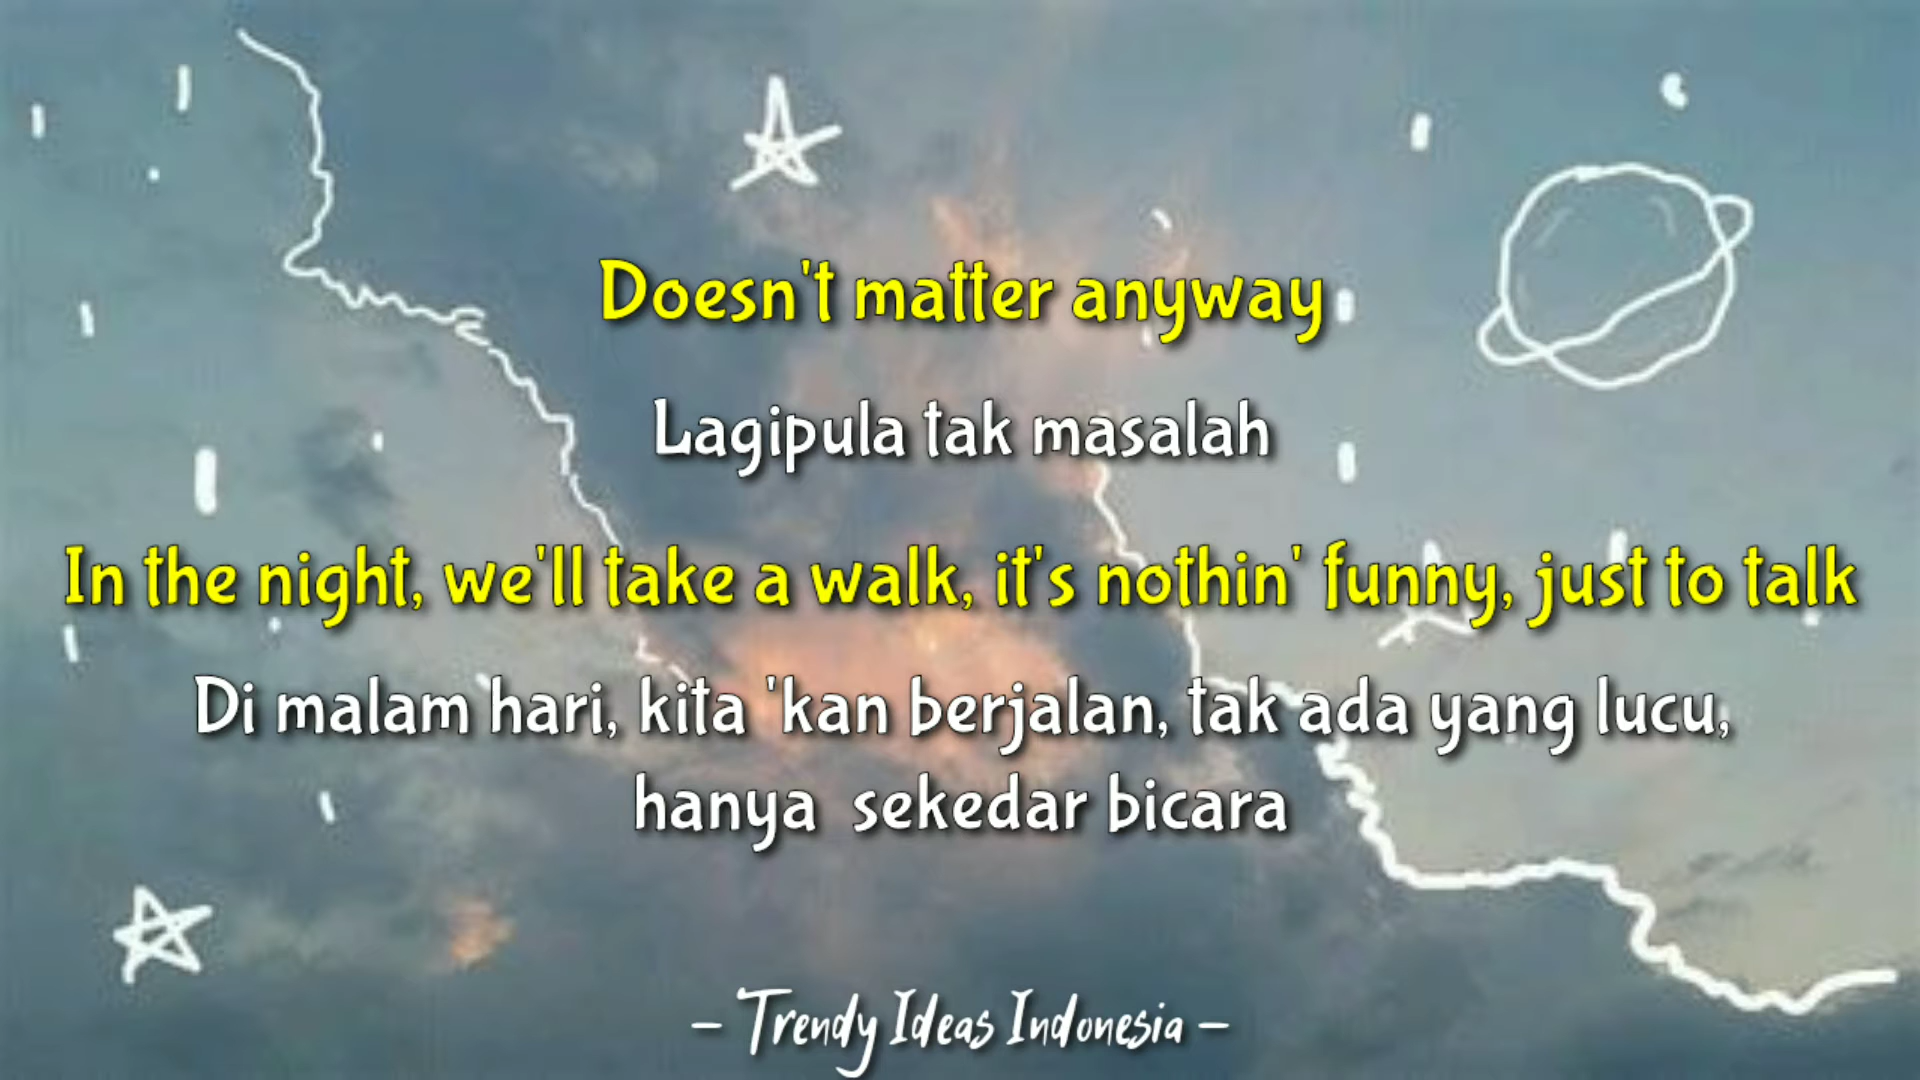 Doesn't matter anyway
Lagipula tak masalah
In the night, we'll take a walk, it's nothin' funny, just to talk
Di malam hari, kita 'kan berjalan, tak ada yang lucu,
hanya sekedar bicara
– Trendy Ideas Indonesia –